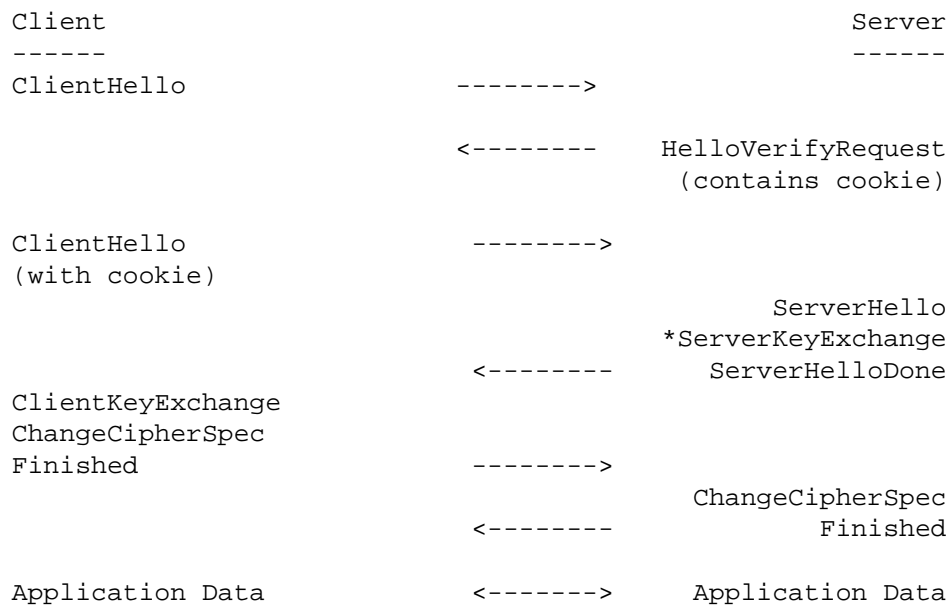 Client Server
------ ------
ClientHello -------->
<-------- HelloVerifyRequest
(contains cookie)
ClientHello -------->
(with cookie)
ServerHello
*ServerKeyExchange
<-------- ServerHelloDone
ClientKeyExchange
ChangeCipherSpec
Finished -------->
ChangeCipherSpec
<-------- Finished
Application Data <-------> Application Data